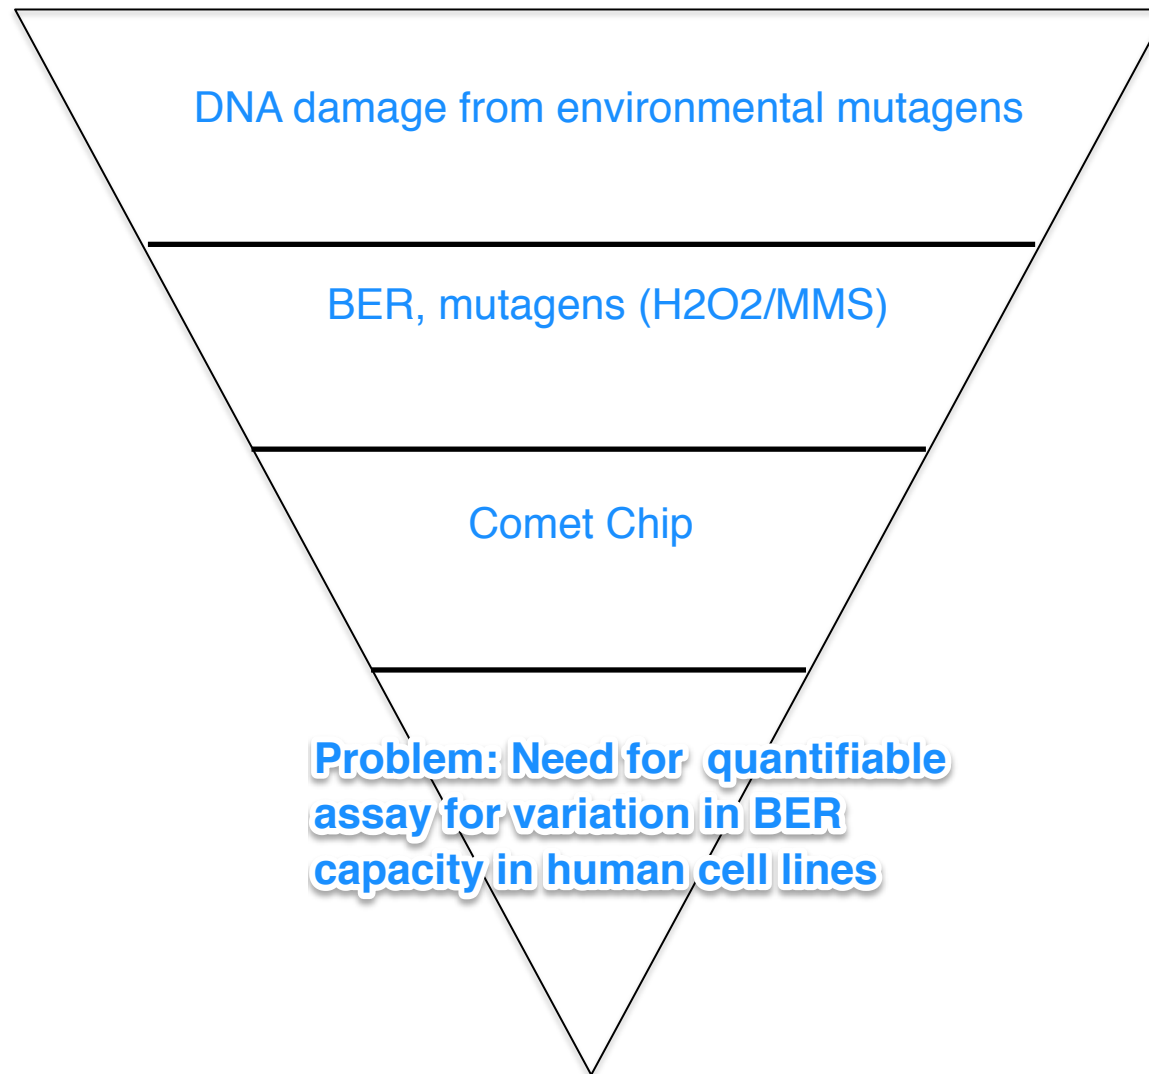 DNA damage from environmental mutagens
BER, mutagens (H2O2/MMS)
Comet Chip
Problem: Need for  quantifiable
assay for variation in BER
capacity in human cell lines